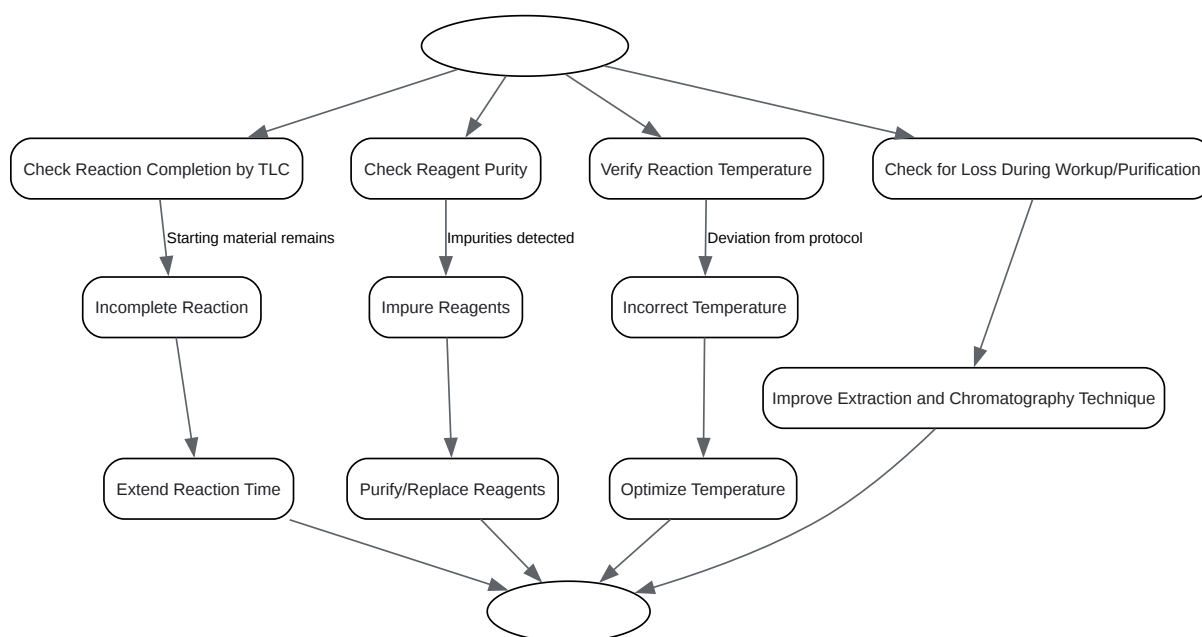 Check Reaction Completion by TLC
Check Reagent Purity
Verify Reaction Temperature
Check for Loss During Workup/Purification
Starting material remains
Impurities detected
Deviation from protocol
Incomplete Reaction
Impure Reagents
Incorrect Temperature
Improve Extraction and Chromatography Technique
Extend Reaction Time
Purify/Replace Reagents
Optimize Temperature